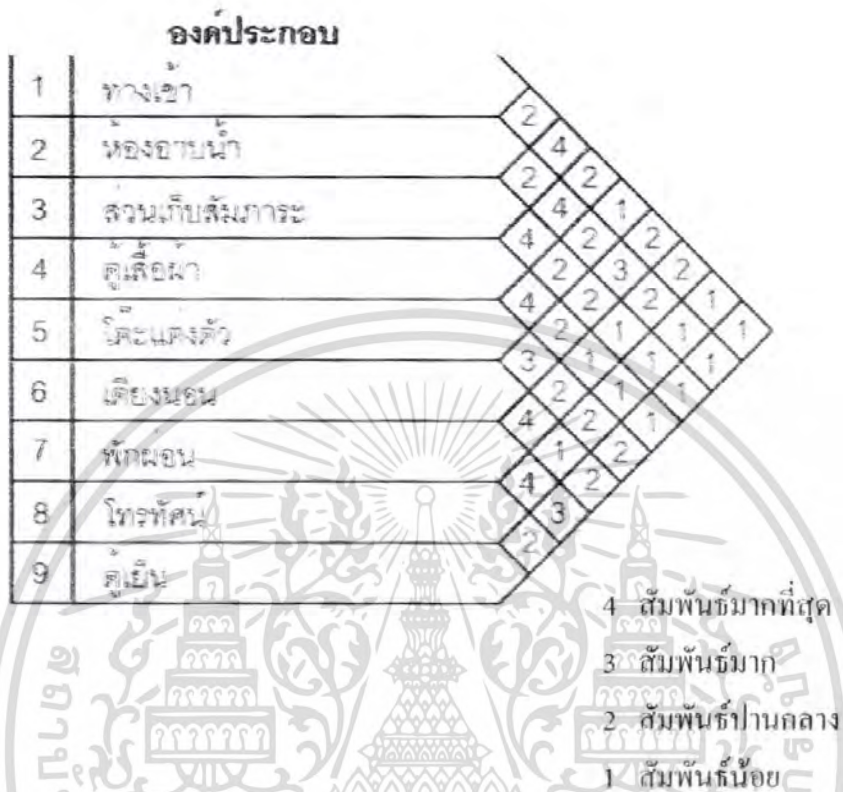 องค์ประกอบ
1 ทางเข้า
2 ห้องอาบน้ำ
3 ส่วนเก็บสัมภาระ
4 ตู้เสื้อผ้า
5 โต๊ะแต่งตัว
6 เตียงนอน
7 พักผ่อน
8 โทรทัศน์
9 ตู้เย็น
2 4 2 1 2 2 1 1
2 4 2 3 2 1 1
4 2 2 1 1 1
4 2 1 1 1
3 2 2 2
4 1 2
4 3
2
4 สัมพันธ์มากที่สุด
3 สัมพันธ์มาก
2 สัมพันธ์ปานกลาง
1 สัมพันธ์น้อย